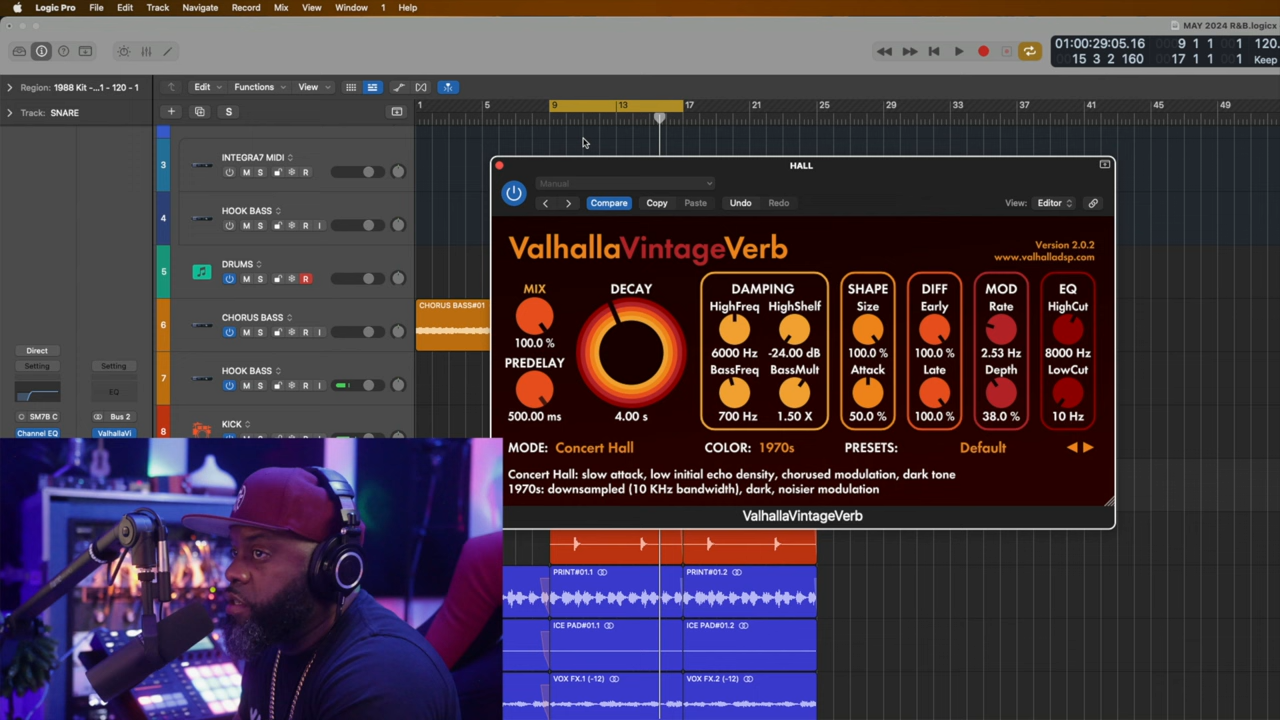 Logic Pro File Edit Track Navigate Record Mix View Window 1 Help
MAY 2024 R&B.logicx
01:00:29:05.16 9 1 1 1 120.
15 3 2 160 17 1 1 1 Keep
Region: 1988 Kit -...1 - 120 - 1
Edit Functions View
Track: SNARE
S
1 5 9 13 17 21 25 29 33 37 41 45 49
3 INTEGRA7 MIDI
M S R
4 HOOK BASS
M S R I
5 DRUMS
M S R
6 CHORUS BASS
M S R I
CHORUS BASS#01
7 HOOK BASS
M S R I
8 KICK
Direct
Setting Setting
EQ
SM7B C Bus 2
Channel EQ ValhallaVi
HALL
Manual
Compare Copy Paste Undo Redo View: Editor
ValhallaVintageVerb
Version 2.0.2
www.valhalladsp.com
MIX
100.0 %
PREDELAY
500.00 ms
DECAY
4.00 s
DAMPING
HighFreq HighShelf
6000 Hz -24.00 dB
BassFreq BassMult
700 Hz 1.50 X
SHAPE
Size
100.0 %
Attack
50.0 %
DIFF
Early
100.0 %
Late
100.0 %
MOD
Rate
2.53 Hz
Depth
38.0 %
EQ
HighCut
8000 Hz
LowCut
10 Hz
MODE: Concert Hall COLOR: 1970s PRESETS: Default
Concert Hall: slow attack, low initial echo density, chorused modulation, dark tone
1970s: downsampled (10 KHz bandwidth), dark, noisier modulation
ValhallaVintageVerb
PRINT#01.1 PRINT#01.2
ICE PAD#01.1 ICE PAD#01.2
VOX FX.1 (-12) VOX FX.2 (-12)